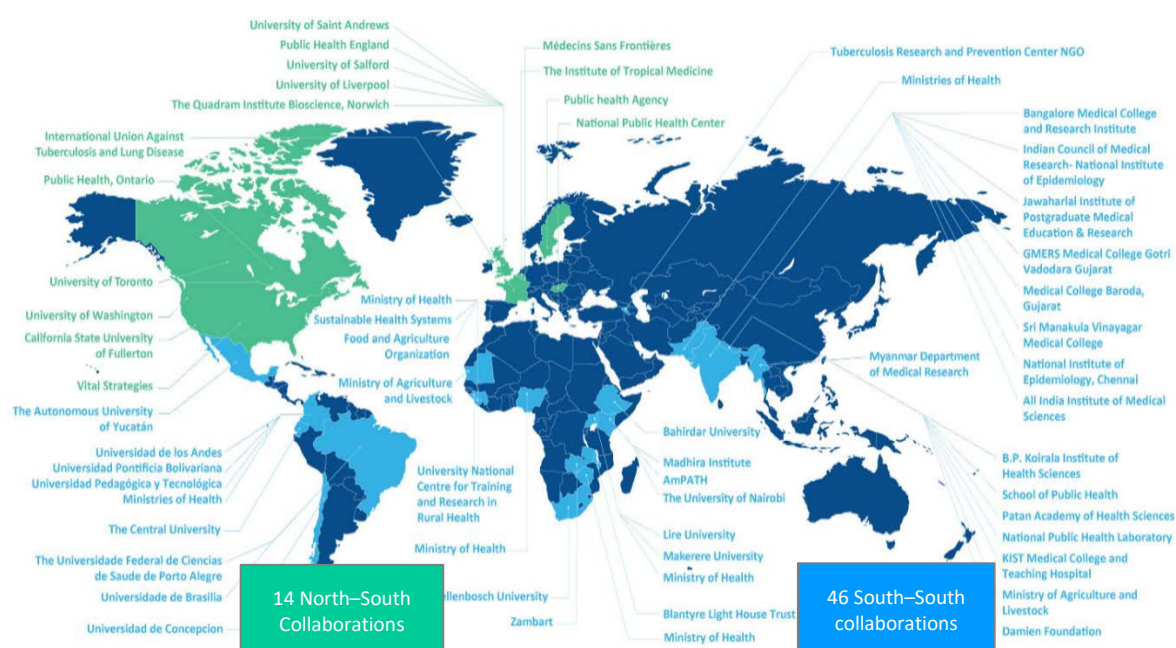 University of Saint Andrews
Public Health England
University of Salford
University of Liverpool
The Quadram Institute Bioscience, Norwich
International Union Against
Tuberculosis and Lung Disease
Public Health, Ontario
University of Toronto
University of Washington
California State University
of Fullerton
Vital Strategies
The Autonomous University
of Yucatán
Universidad de los Andes
Universidad Pontificia Bolivariana
Universidad Pedagógica y Tecnológica
Ministries of Health
The Central University
The Universidade Federal de Ciencias
de Saude de Porto Alegre
Universidade de Brasilia
Universidad de Concepcion
Médecins Sans Frontières
The Institute of Tropical Medicine
Public health Agency
National Public Health Center
Ministry of Health
Sustainable Health Systems
Food and Agriculture
Organization
Ministry of Agriculture
and Livestock
University National
Centre for Training
and Research in
Rural Health
Ministry of Health
ellenbosch University
Zambart
Bahirdar University
Madhira Institute
AmPATH
The University of Nairobi
Lire University
Makerere University
Ministry of Health
Blantyre Light House Trust
Ministry of Health
Tuberculosis Research and Prevention Center NGO
Ministries of Health
Bangalore Medical College
and Research Institute
Indian Council of Medical
Research- National Institute
of Epidemiology
Jawaharlal Institute of
Postgraduate Medical
Education & Research
GMERS Medical College Gotri
Vadodara Gujarat
Medical College Baroda,
Gujarat
Sri Manakula Vinayagar
Medical College
National Institute of
Epidemiology, Chennai
All India Institute of Medical
Sciences
Myanmar Department
of Medical Research
B.P. Koirala Institute of
Health Sciences
School of Public Health
Patan Academy of Health Sciences
National Public Health Laboratory
KIST Medical College and
Teaching Hospital
Ministry of Agriculture and
Livestock
Damien Foundation
14 North–South
Collaborations
46 South–South
collaborations